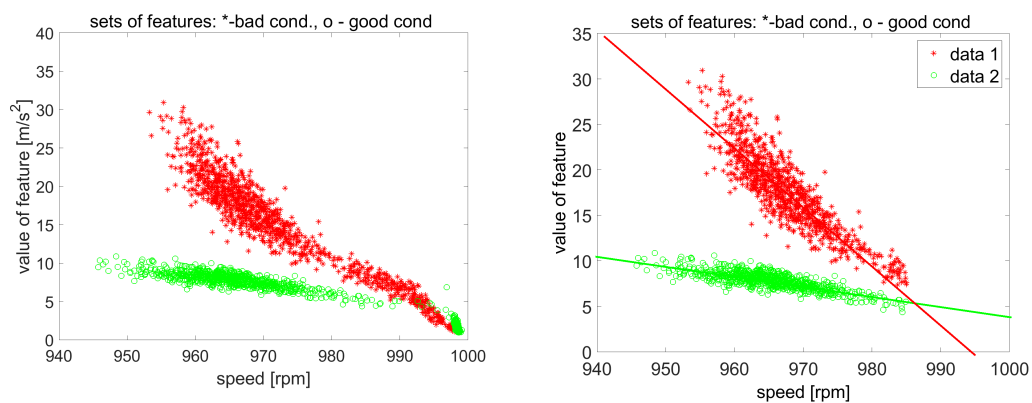 sets of features: *-bad cond., o - good cond
40
35
30
25
20
15
10
5
0
940 950 960 970 980 990 1000
speed [rpm]
value of feature [m/s²]
sets of features: *-bad cond., o - good cond
data 1
data 2
35
30
25
20
15
10
5
0
940 950 960 970 980 990 1000
speed [rpm]
value of feature